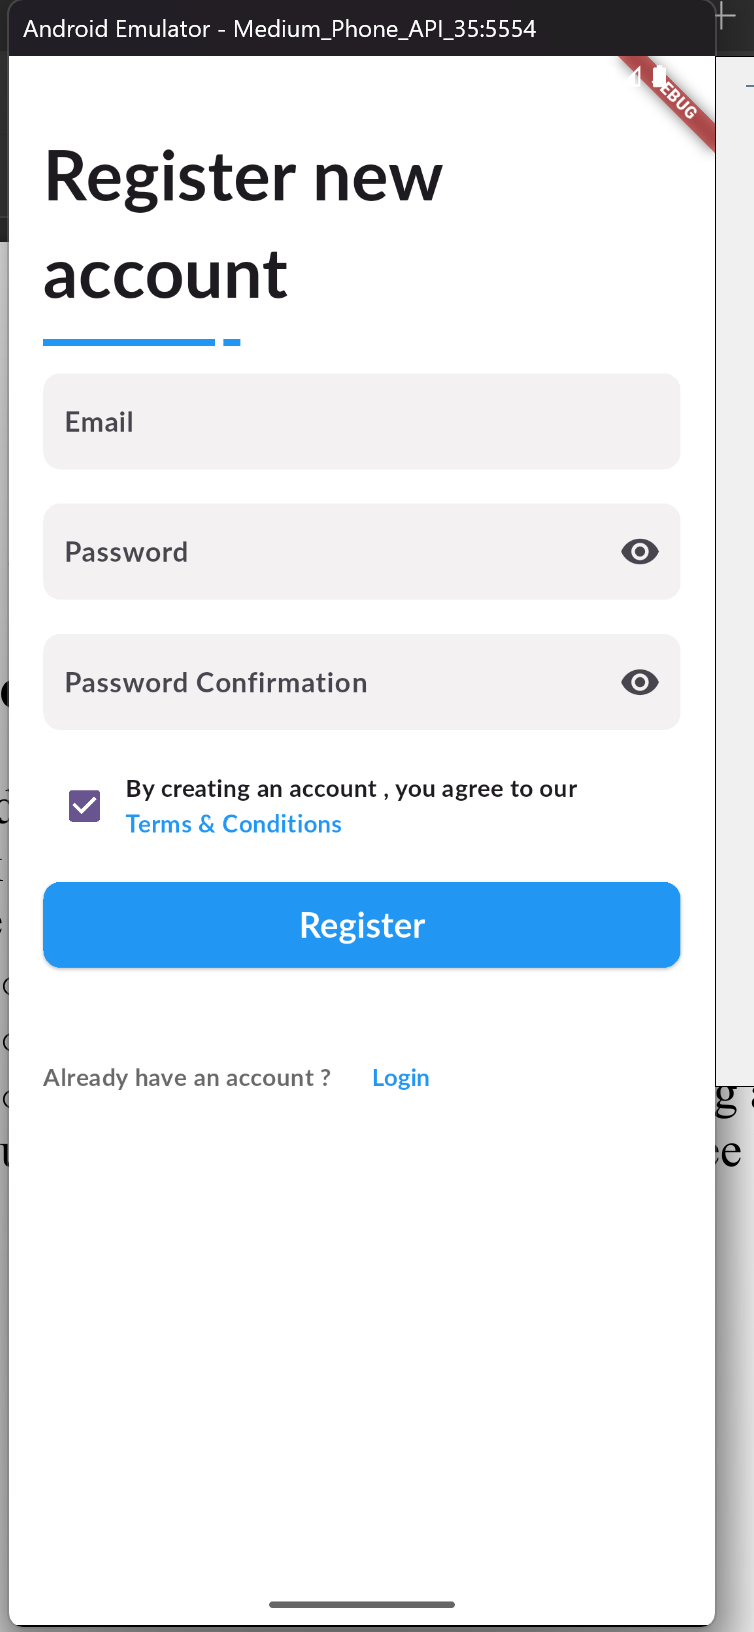 Android Emulator - Medium_Phone_API_35:5554
Register new
account
Email
Password
Password Confirmation
By creating an account , you agree to our
Terms & Conditions
Register
Already have an account ? Login